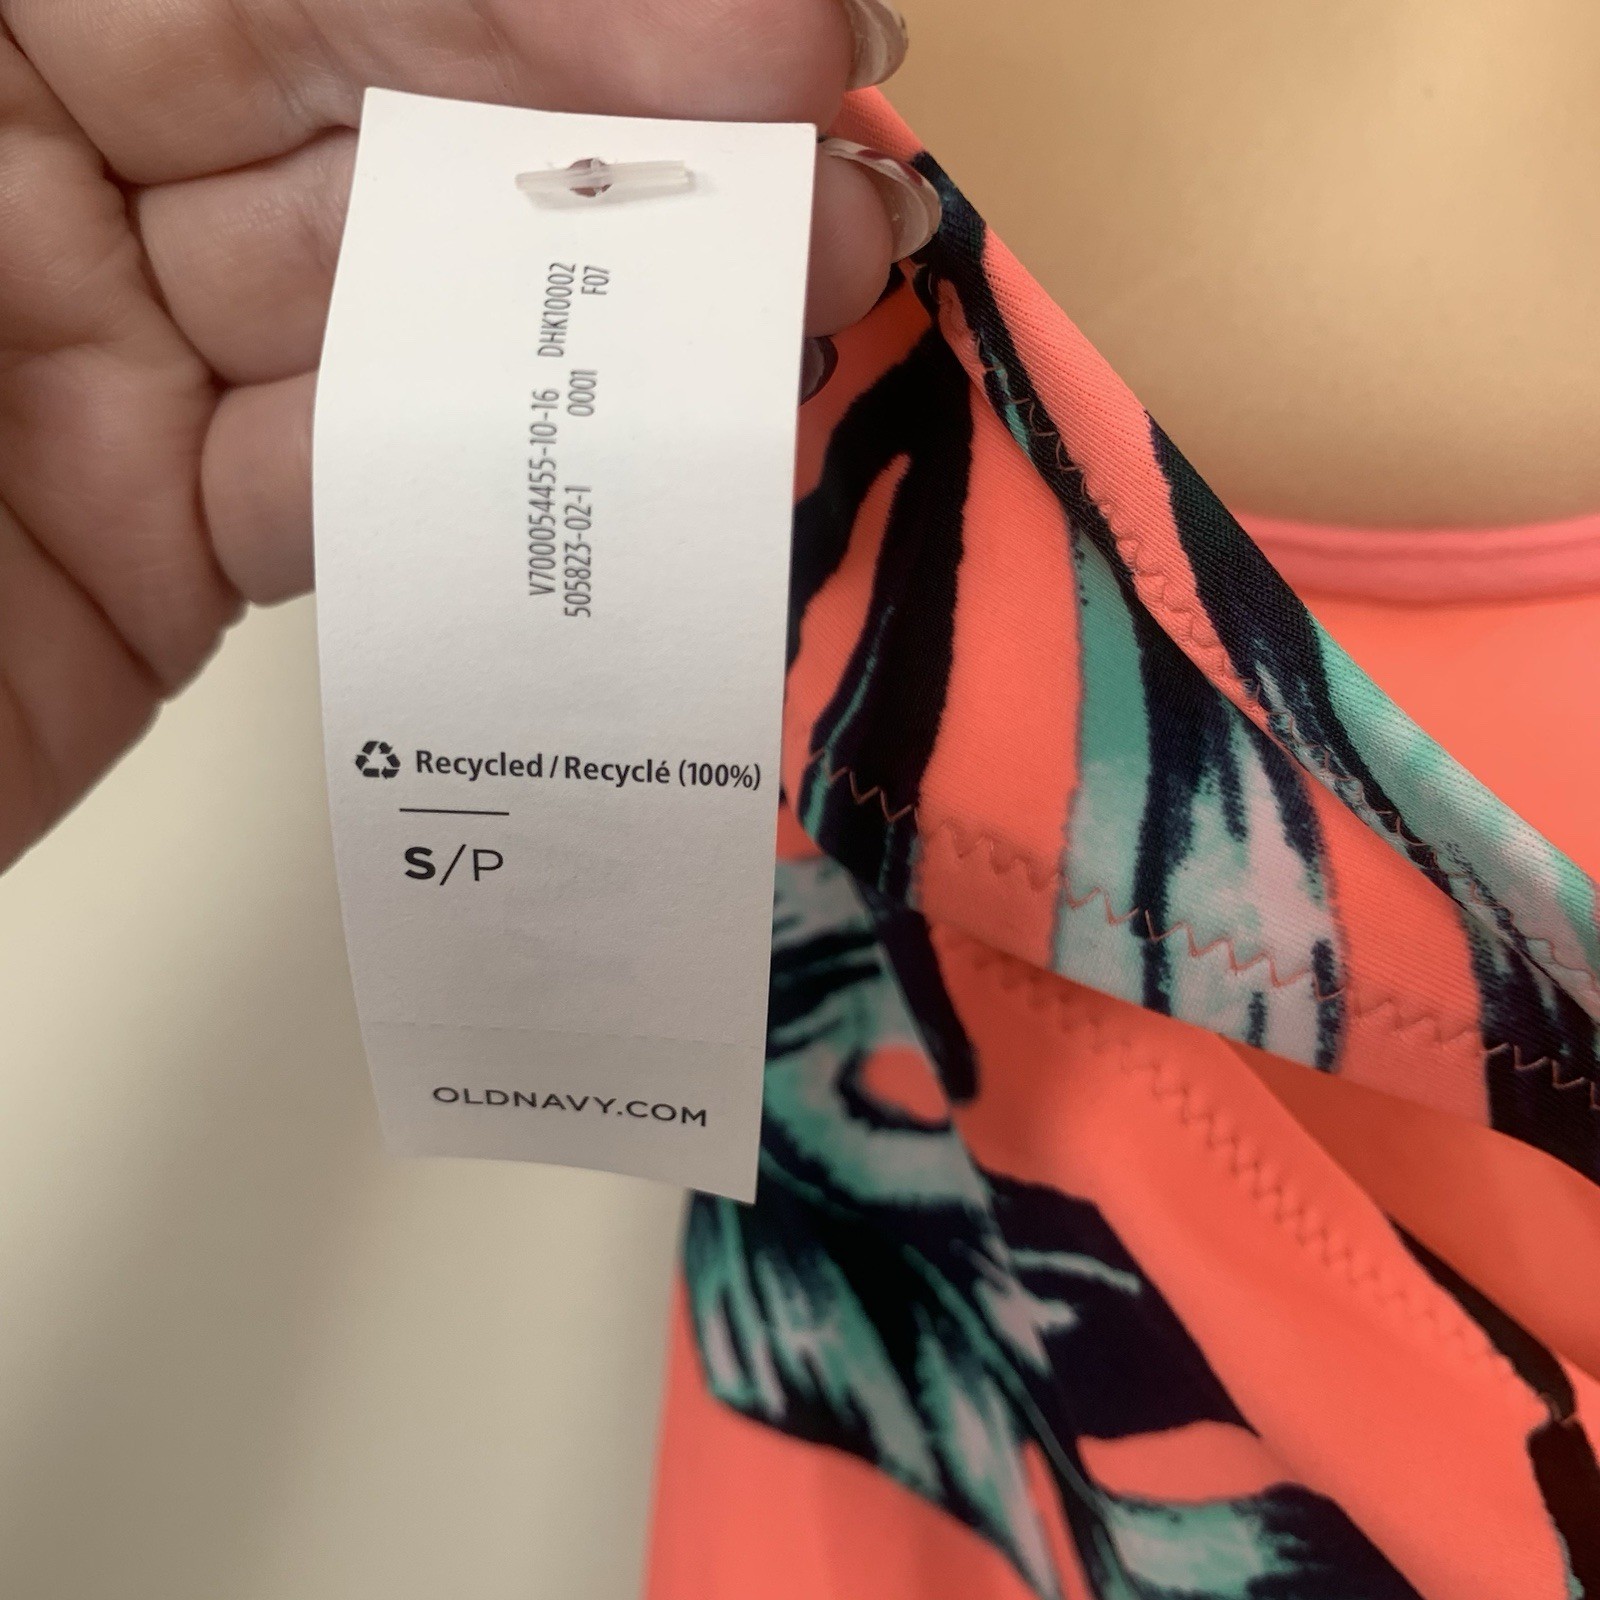 V700054455-10-16 DHK10002
505823-02-1 0001 F07
Recycled / Recyclé (100%)
S/P
OLDNAVY.COM